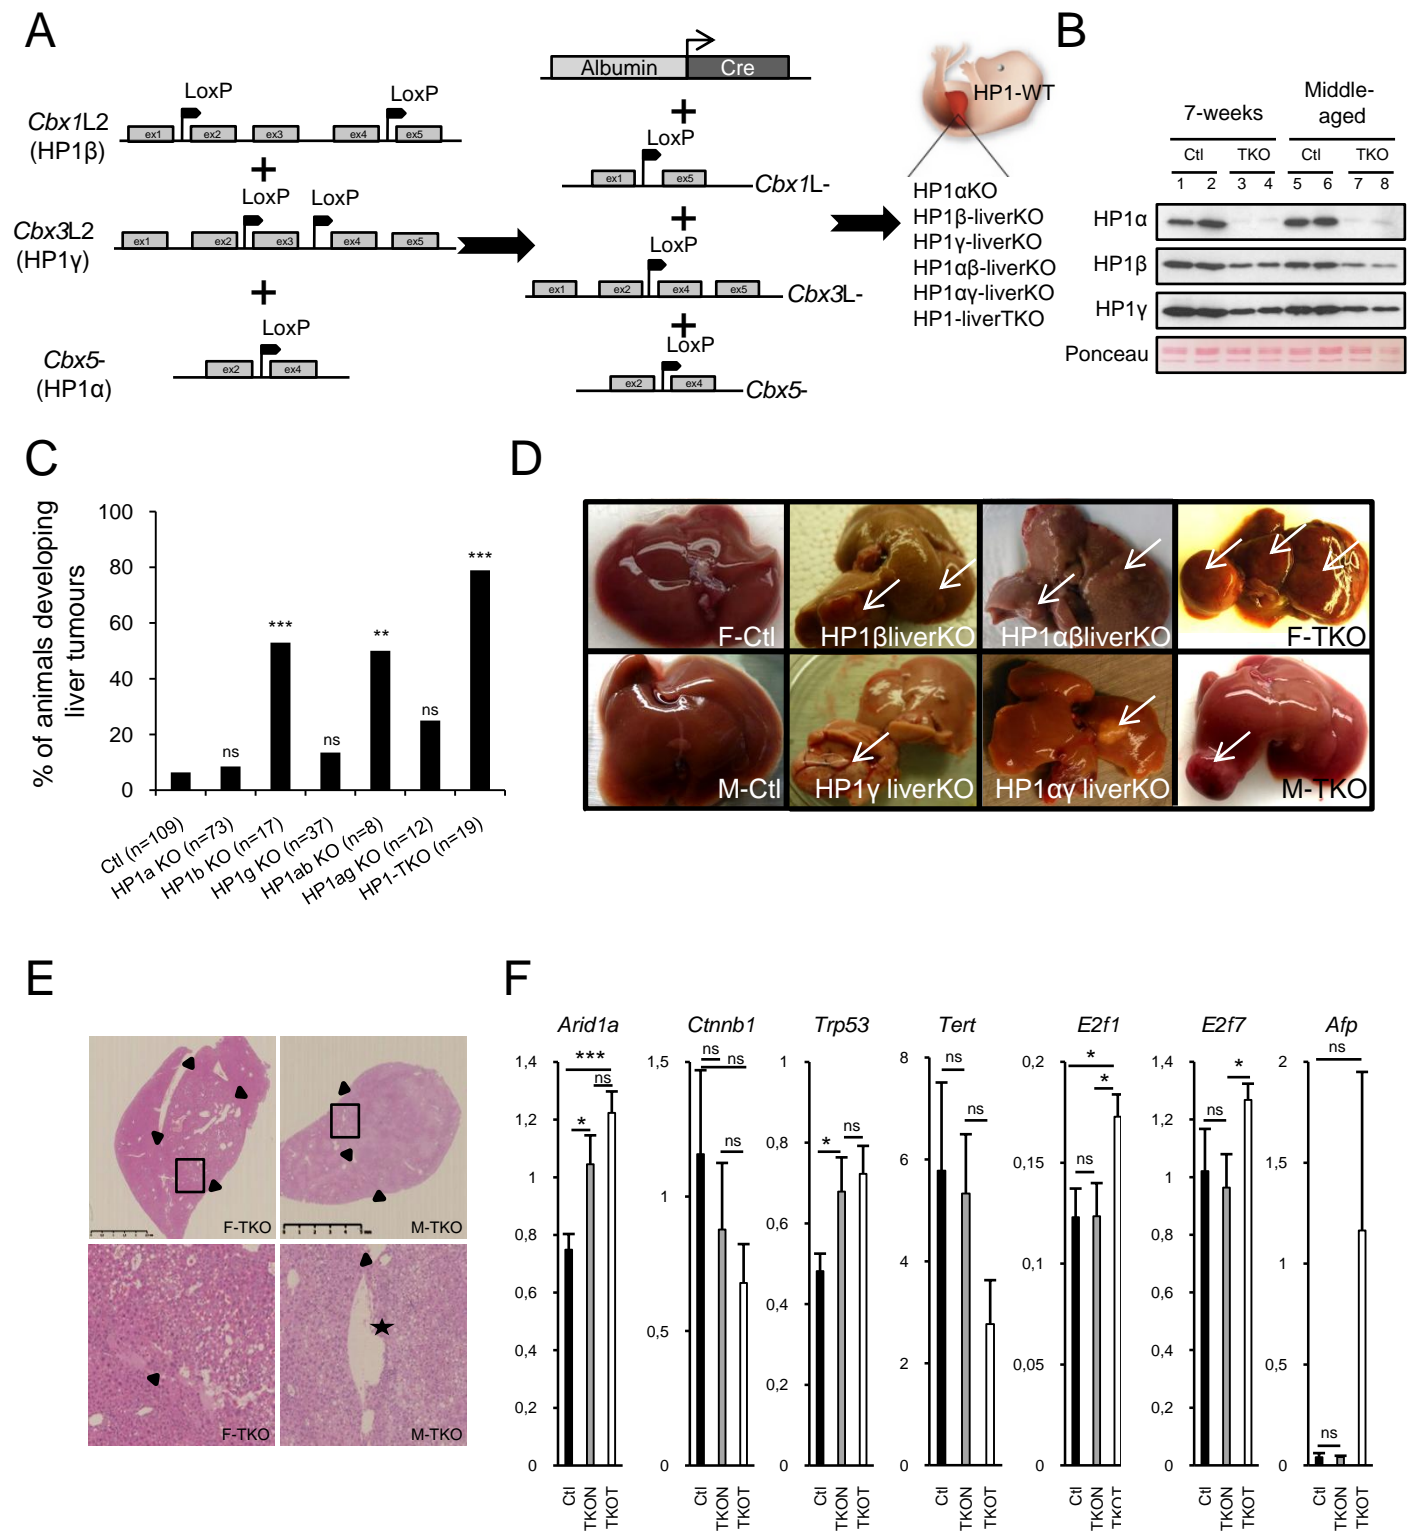 A
LoxP
LoxP
Cbx1L2
(HP1β)
ex1
ex2
ex3
ex4
ex5
+
LoxP
LoxP
Cbx3L2
(HP1γ)
ex1
ex2
ex3
ex4
ex5
+
LoxP
Cbx5-
(HP1α)
ex2
ex4
Albumin
Cre
+
LoxP
ex1
ex5
Cbx1L-
+
LoxP
ex1
ex2
ex4
ex5
Cbx3L-
+
LoxP
ex2
ex4
Cbx5-
HP1-WT
HP1αKO
HP1β-liverKO
HP1γ-liverKO
HP1αβ-liverKO
HP1αγ-liverKO
HP1-liverTKO
B
7-weeks
Middle-
aged
Ctl TKO Ctl TKO
1 2 3 4 5 6 7 8
HP1α
HP1β
HP1γ
Ponceau
C
% of animals developing
liver tumours
100
80
60
40
20
0
ns
***
ns
**
ns
***
Ctl (n=109)
HP1a KO (n=73)
HP1b KO (n=17)
HP1g KO (n=37)
HP1ab KO (n=8)
HP1ag KO (n=12)
HP1-TKO (n=19)
D
F-Ctl
HP1βliverKO
HP1αβliverKO
F-TKO
M-Ctl
HP1γ liverKO
HP1αγ liverKO
M-TKO
E
F-TKO
M-TKO
F-TKO
M-TKO
F
Arid1a
1,4
1,2
1
0,8
0,6
0,4
0,2
0
***
ns
*
Ctl
TKON
TKOT
Ctnnb1
1,5
1
0,5
0
ns
ns
ns
Ctl
TKON
TKOT
Trp53
1
0,8
0,6
0,4
0,2
0
*
ns
Ctl
TKON
TKOT
Tert
8
6
4
2
0
ns
ns
Ctl
TKON
TKOT
E2f1
0,2
0,15
0,1
0,05
0
*
*
ns
Ctl
TKON
TKOT
E2f7
1,4
1,2
1
0,8
0,6
0,4
0,2
0
*
ns
Ctl
TKON
TKOT
Afp
2
1,5
1
0,5
0
ns
ns
Ctl
TKON
TKOT